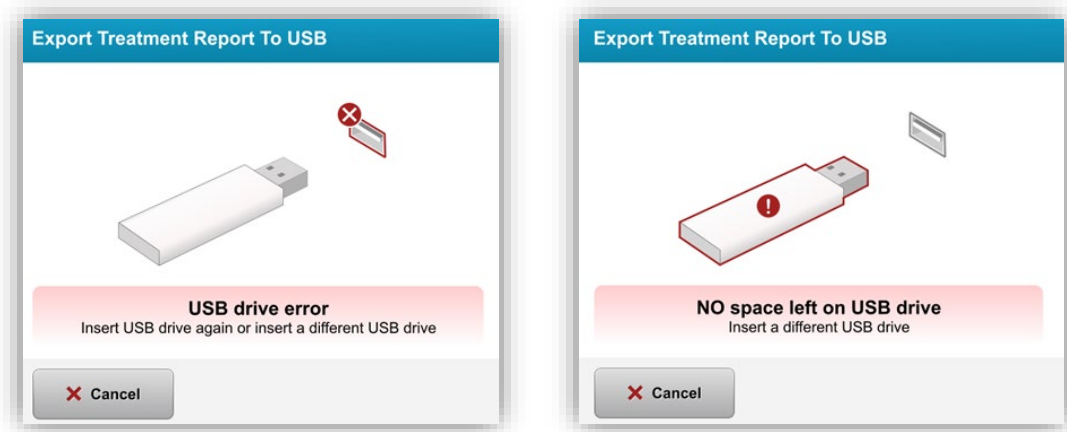 Export Treatment Report To USB
USB drive error
Insert USB drive again or insert a different USB drive
Cancel
Export Treatment Report To USB
NO space left on USB drive
Insert a different USB drive
Cancel